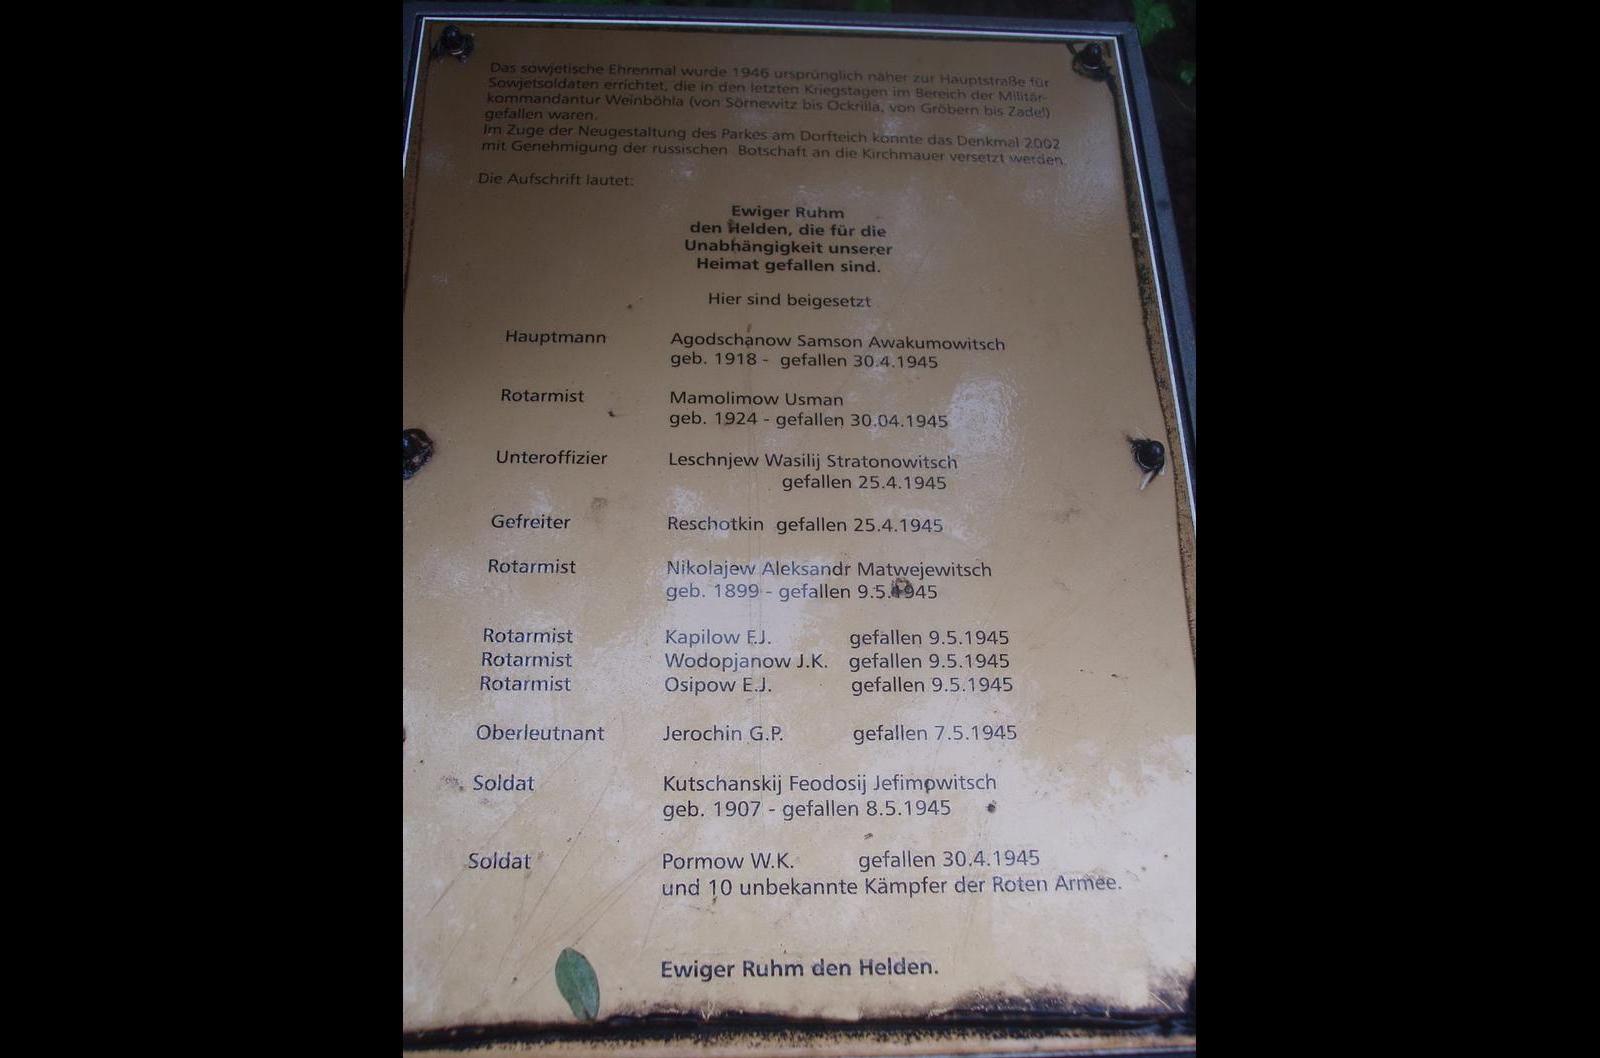 Das sowjetische Ehrenmal wurde 1946 ursprünglich näher zur Hauptstraße für
Sowjetsoldaten errichtet, die in den letzten Kriegstagen im Bereich der Militär-
kommandantur Weinböhla (von Sörnewitz bis Ockrilla, von Gröbern bis Zadel)
gefallen waren.
Im Zuge der Neugestaltung des Parkes am Dorfteich konnte das Denkmal 2002
mit Genehmigung der russischen Botschaft an die Kirchmauer versetzt werden.
Die Aufschrift lautet:
Ewiger Ruhm
den Helden, die für die
Unabhängigkeit unserer
Heimat gefallen sind.
Hier sind beigesetzt
Hauptmann Agodschanow Samson Awakumowitsch
geb. 1918 - gefallen 30.4.1945
Rotarmist Mamolimow Usman
geb. 1924 - gefallen 30.04.1945
Unteroffizier Leschnjew Wasilij Stratonowitsch
gefallen 25.4.1945
Gefreiter Reschotkin gefallen 25.4.1945
Rotarmist Nikolajew Aleksandr Matwejewitsch
geb. 1899 - gefallen 9.5.1945
Rotarmist Kapilow F.J. gefallen 9.5.1945
Rotarmist Wodopjanow J.K. gefallen 9.5.1945
Rotarmist Osipow E.J. gefallen 9.5.1945
Oberleutnant Jerochin G.P. gefallen 7.5.1945
Soldat Kutschanskij Feodosij Jefimowitsch
geb. 1907 - gefallen 8.5.1945
Soldat Pormow W.K. gefallen 30.4.1945
und 10 unbekannte Kämpfer der Roten Armee.
Ewiger Ruhm den Helden.